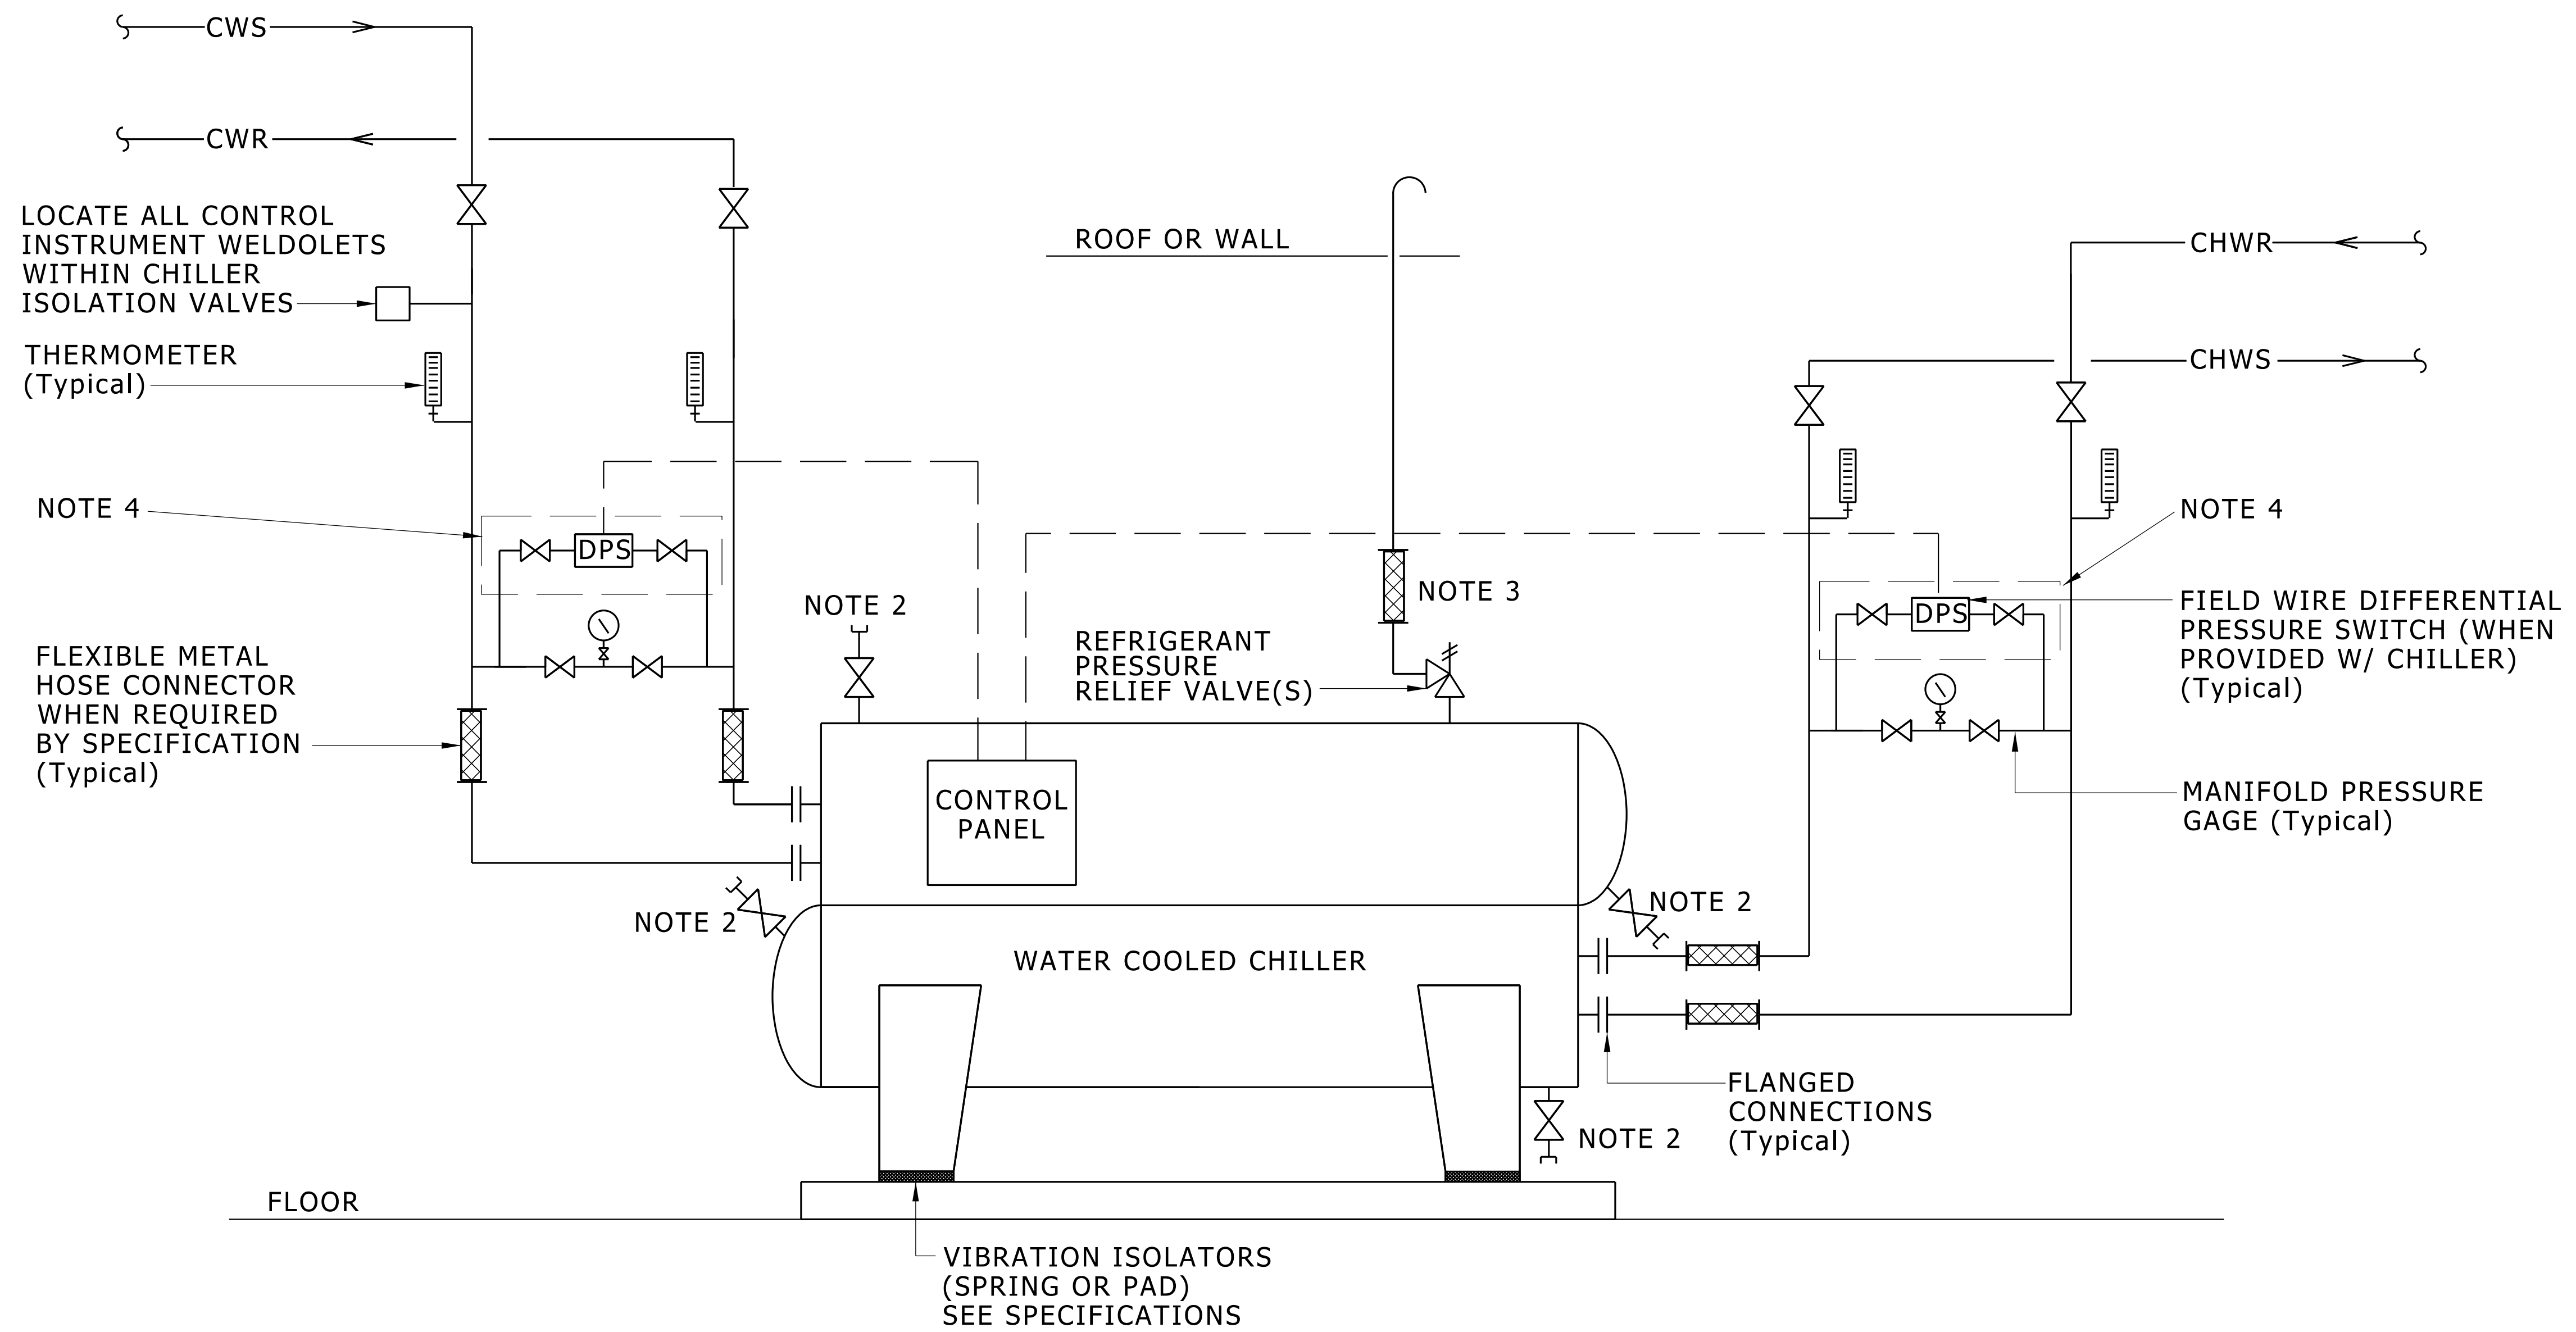 CWS
CWR
LOCATE ALL CONTROL
INSTRUMENT WELDOLETS
WITHIN CHILLER
ISOLATION VALVES
THERMOMETER
(Typical)
NOTE 4
DPS
FLEXIBLE METAL
HOSE CONNECTOR
WHEN REQUIRED
BY SPECIFICATION
(Typical)
ROOF OR WALL
NOTE 2
NOTE 3
REFRIGERANT
PRESSURE
RELIEF VALVE(S)
CONTROL
PANEL
NOTE 2
NOTE 2
WATER COOLED CHILLER
NOTE 2
CHWR
CHWS
NOTE 4
DPS
FIELD WIRE DIFFERENTIAL
PRESSURE SWITCH (WHEN
PROVIDED W/ CHILLER)
(Typical)
MANIFOLD PRESSURE
GAGE (Typical)
FLANGED
CONNECTIONS
(Typical)
FLOOR
VIBRATION ISOLATORS
(SPRING OR PAD)
SEE SPECIFICATIONS